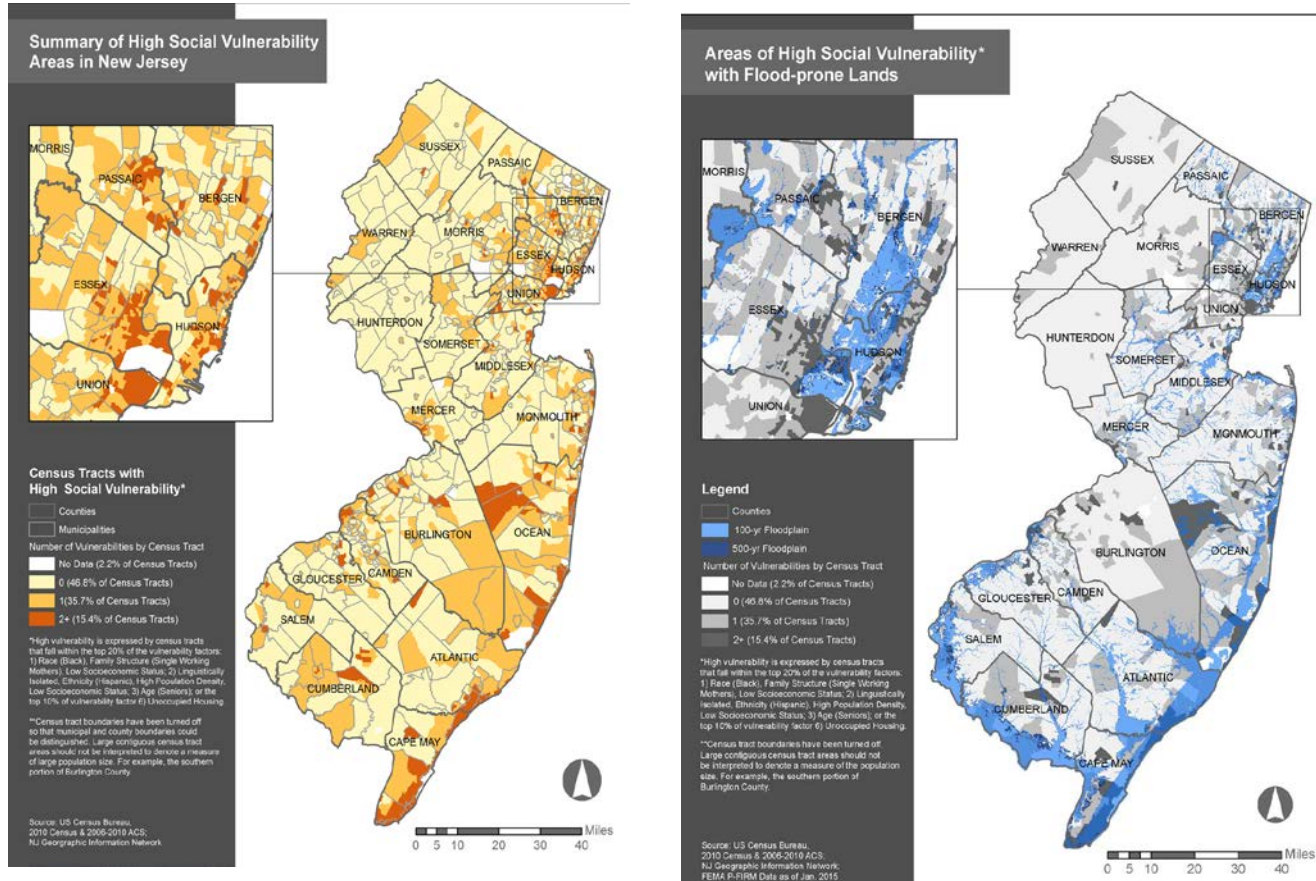 Summary of High Social Vulnerability
Areas in New Jersey
MORRIS
PASSAIC
BERGEN
ESSEX
HUDSON
UNION
SUSSEX
PASSAIC
BERGEN
WARREN
MORRIS
ESSEX
HUDSON
UNION
HUNTERDON
SOMERSET
MIDDLESEX
MERCER
MONMOUTH
OCEAN
BURLINGTON
CAMDEN
GLOUCESTER
SALEM
ATLANTIC
CUMBERLAND
CAPE MAY
Census Tracts with
High Social Vulnerability*
Counties
Municipalities
Number of Vulnerabilities by Census Tract
No Data (2.2% of Census Tracts)
0 (46.8% of Census Tracts)
1(35.7% of Census Tracts)
2+ (15.4% of Census Tracts)
*High vulnerability is expressed by census tracts
that fall within the top 20% of the vulnerability factors:
1) Race (Black), Family Structure (Single Working
Mothers), Low Socioeconomic Status; 2) Linguistically
Isolated, Ethnicity (Hispanic), High Population Density,
Low Socioeconomic Status; 3) Age (Seniors); or the
top 10% of vulnerability factor 6) Unoccupied Housing.
**Census tract boundaries have been turned off
so that municipal and county boundaries could
be distinguished. Large contiguous census tract
areas should not be interpreted to denote a measure
of large population size. For example, the southern
portion of Burlington County.
Source: US Census Bureau,
2010 Census & 2006-2010 ACS;
NJ Georgraphic Information Network
0 5 10 20 30 40 Miles
Areas of High Social Vulnerability*
with Flood-prone Lands
MORRIS
PASSAIC
BERGEN
ESSEX
HUDSON
UNION
SUSSEX
PASSAIC
BERGEN
WARREN
MORRIS
ESSEX
HUDSON
UNION
HUNTERDON
SOMERSET
MIDDLESEX
MERCER
MONMOUTH
OCEAN
BURLINGTON
CAMDEN
GLOUCESTER
SALEM
ATLANTIC
CUMBERLAND
CAPE MAY
Legend
Counties
100-yr Floodplain
500-yr Floodplain
Number of Vulnerabilities by Census Tract
No Data (2.2% of Census Tracts)
0 (46.8% of Census Tracts)
1 (35.7% of Census Tracts)
2+ (15.4% of Census Tracts)
*High vulnerability is expressed by census tracts
that fall within the top 20% of the vulnerability factors:
1) Race (Black), Family Structure (Single Working
Mothers), Low Socioeconomic Status; 2) Linguistically
Isolated, Ethnicity (Hispanic), High Population Density,
Low Socioeconomic Status; 3) Age (Seniors); or the
top 10% of vulnerability factor 6) Unoccupied Housing.
**Census tract boundaries have been turned off.
Large contiguous census tract areas should not
be interpreted to denote a measure of the population
size. For example, the southern portion of
Burlington County.
Source: US Census Bureau,
2010 Census & 2006-2010 ACS;
NJ Georgraphic Information Network;
FEMA P-FIRM Data as of Jan. 2015
0 5 10 20 30 40 Miles